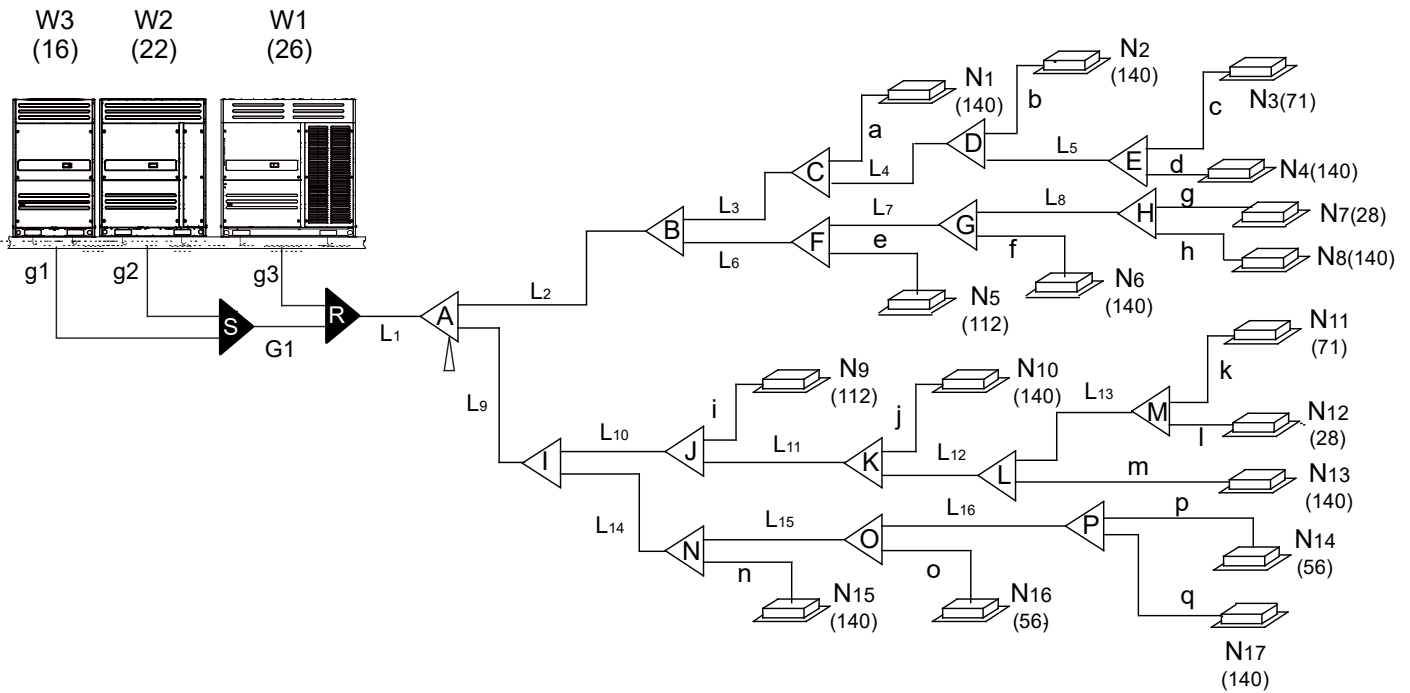 W3 W2 W1
(16) (22) (26)
g1 g2 g3
S R
G1
L1
A
L2
B
L3
C
a
N1
(140)
L4
D
b
N2
(140)
L5
E
c
N3(71)
d
N4(140)
L6
F
L7
e
N5
(112)
G
L8
f
N6
(140)
H
g
N7(28)
h
N8(140)
L9
I
L10
J
i
N9
(112)
L11
K
j
N10
(140)
L12
L
L13
M
k
N11
(71)
l
N12
(28)
m
N13
(140)
L14
N
L15
n
N15
(140)
O
L16
o
N16
(56)
P
p
N14
(56)
q
N17
(140)